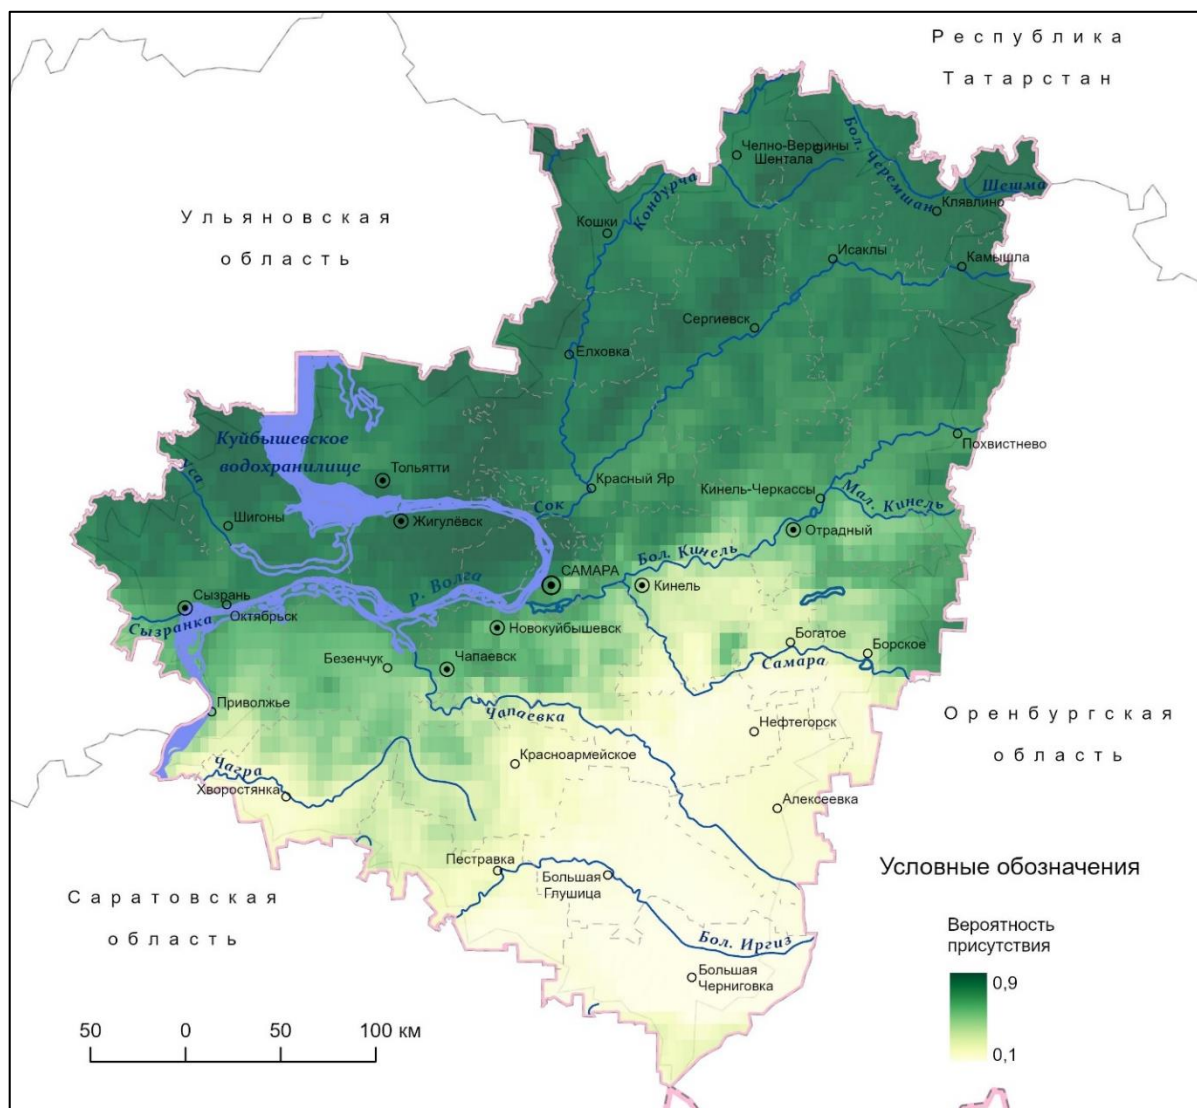 Республика
Татарстан
Ульяновская
область
Челно-Вершины
Шентала
Бол. Черемшан
Шешма
Клявлино
Кондурча
Кошки
Исаклы
Камышла
Сергиевск
Елховка
Куйбышевское
водохранилище
Уса
Тольятти
Похвистнево
Красный Яр
Кинель-Черкассы
Мал. Кинель
Сок
Шигоны
Жигулёвск
Отрадный
Бол. Кинель
САМАРА
Кинель
р. Волга
Сызрань
Октябрьск
Сызранка
Новокуйбышевск
Безенчук
Чапаевск
Богатое
Борское
Самара
Приволжье
Чапаевка
Нефтегорск
Оренбургская
область
Чагра
Хворостянка
Красноармейское
Алексеевка
Пестравка
Большая
Глушица
Саратовская
область
Бол. Иргиз
Большая
Черниговка
Условные обозначения
Вероятность
присутствия
0,9
0,1
50 0 50 100 км